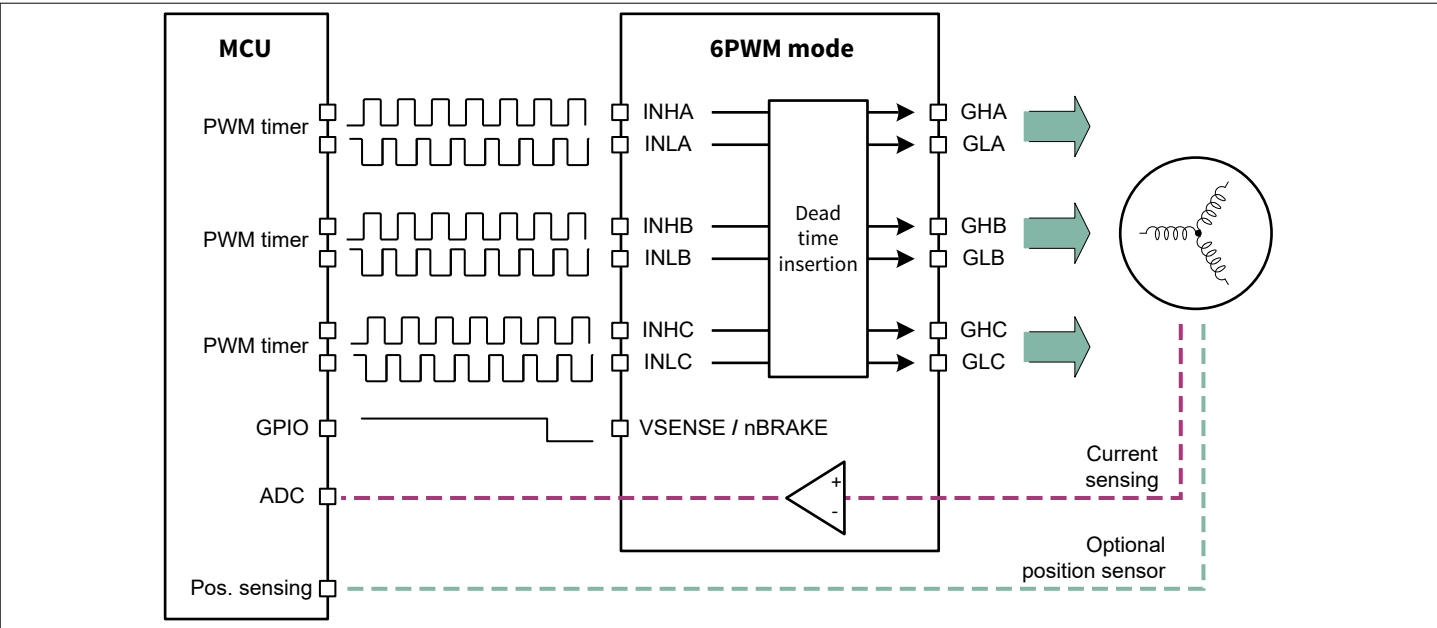 MCU
6PWM mode
PWM timer
INHA
GHA
INLA
GLA
PWM timer
INHB
GHB
INLB
GLB
Dead
time
insertion
PWM timer
INHC
GHC
INLC
GLC
GPIO
VSENSE / nBRAKE
Current
sensing
ADC
+
-
Optional
position sensor
Pos. sensing